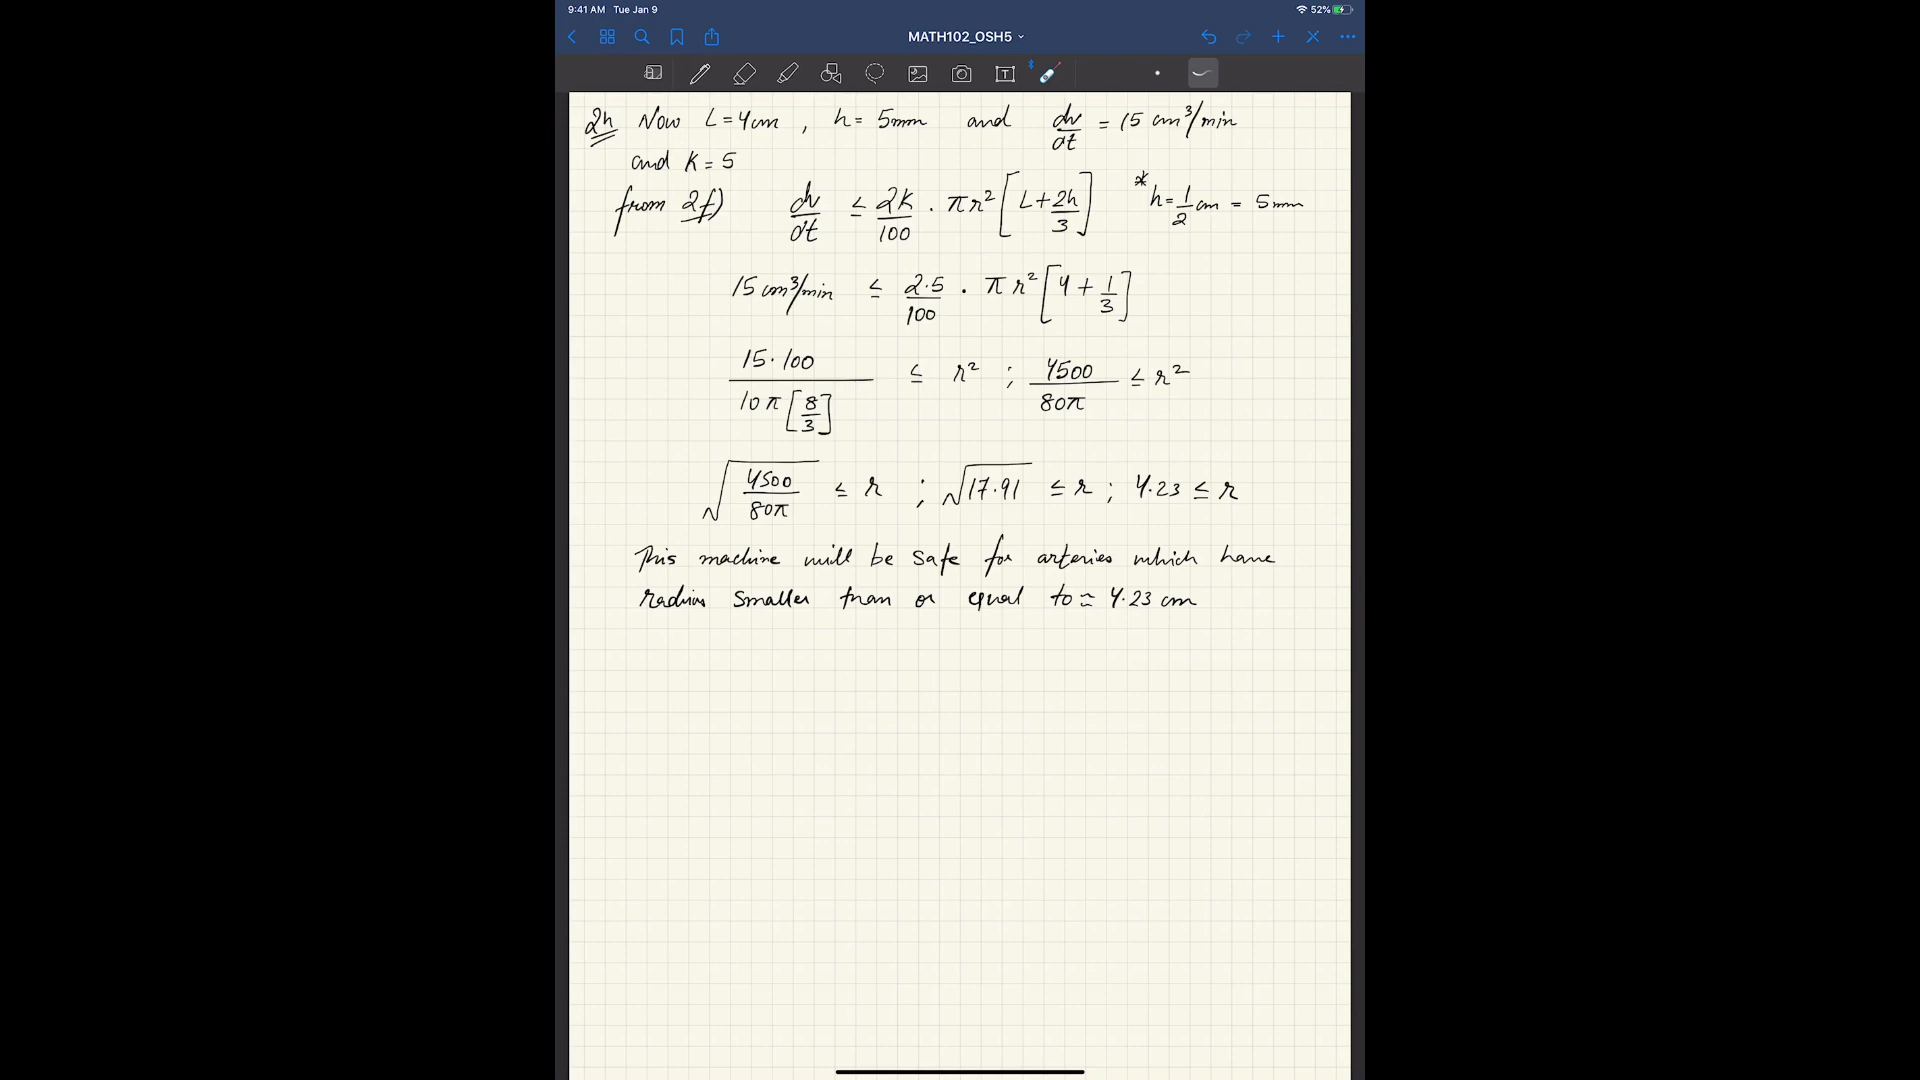 9:41 AM Tue Jan 9 52%
MATH102_OSH5
2h Now L=4cm , h= 5mm and dv/dt = 15 cm³/min
and K=5
from 2f) dv/dt ≤ 2K/100 . πr² [L+2h/3] * h=1/2 cm = 5mm
15cm³/min ≤ 2.5/100 . πr² [4 + 1/3]
15.100/10π[8/3] ≤ r² ; 4500/80π ≤ r²
√4500/80π ≤ r ; √17.91 ≤ r ; 4.23 ≤ r
This machine will be safe for arteries which have
radius smaller than or equal to ≃ 4.23 cm